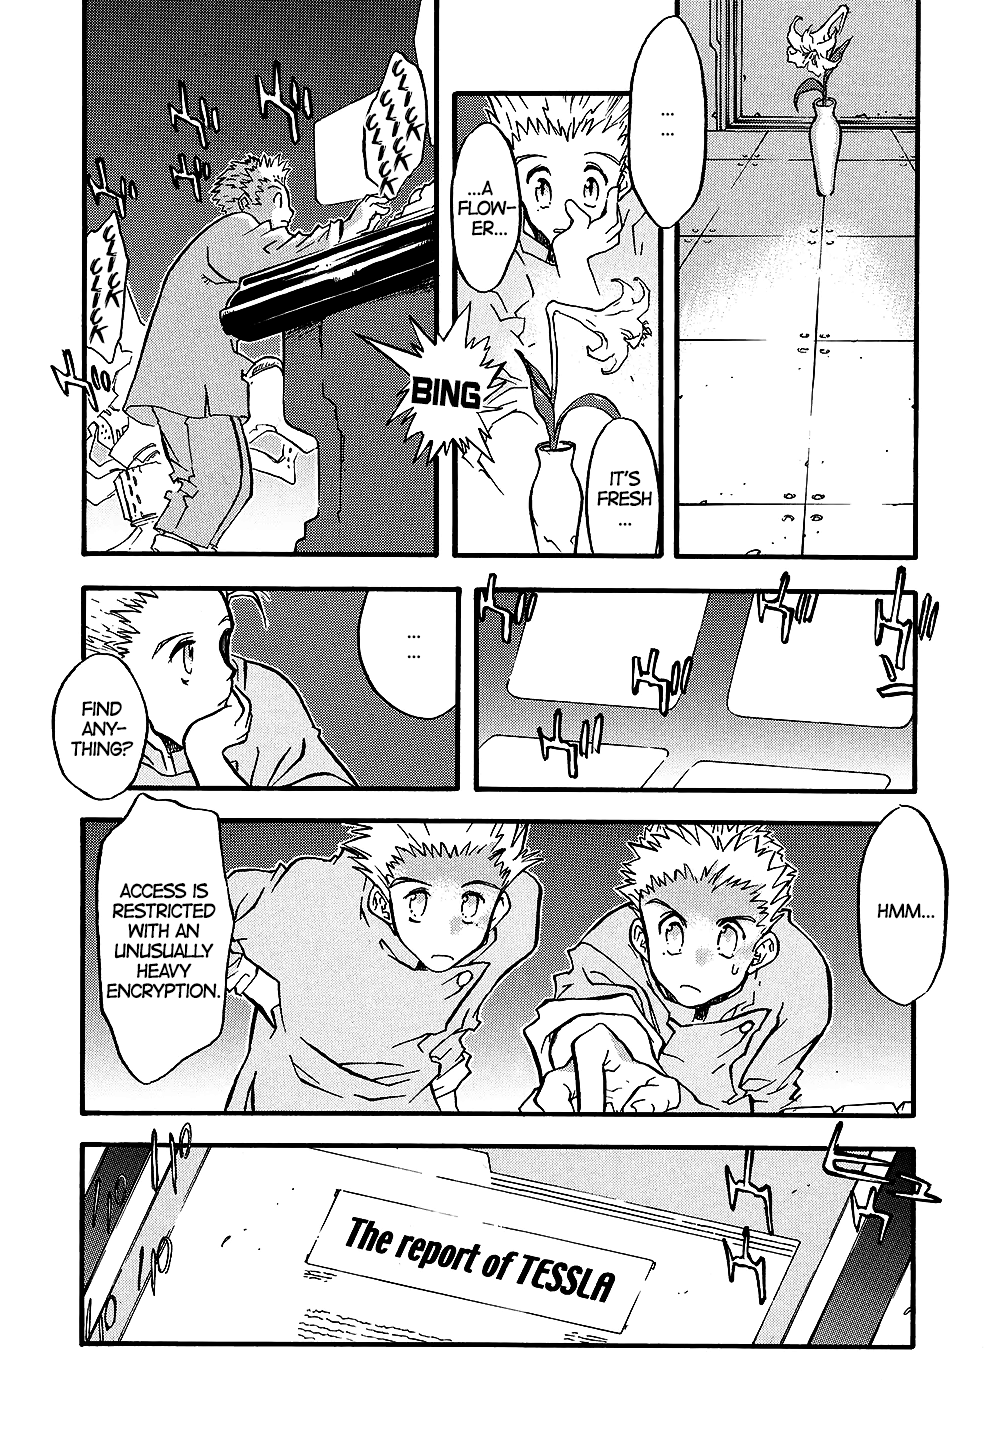 ...
...
...A
FLOW-
ER...
IT'S
FRESH
...
BING
CLICK
CLICK
CLICK
CLICK
CLICK
...
...
FIND
ANY-
THING?
HMM...
ACCESS IS
RESTRICTED
WITH AN
UNUSUALLY
HEAVY
ENCRYPTION.
The report of TESSLA